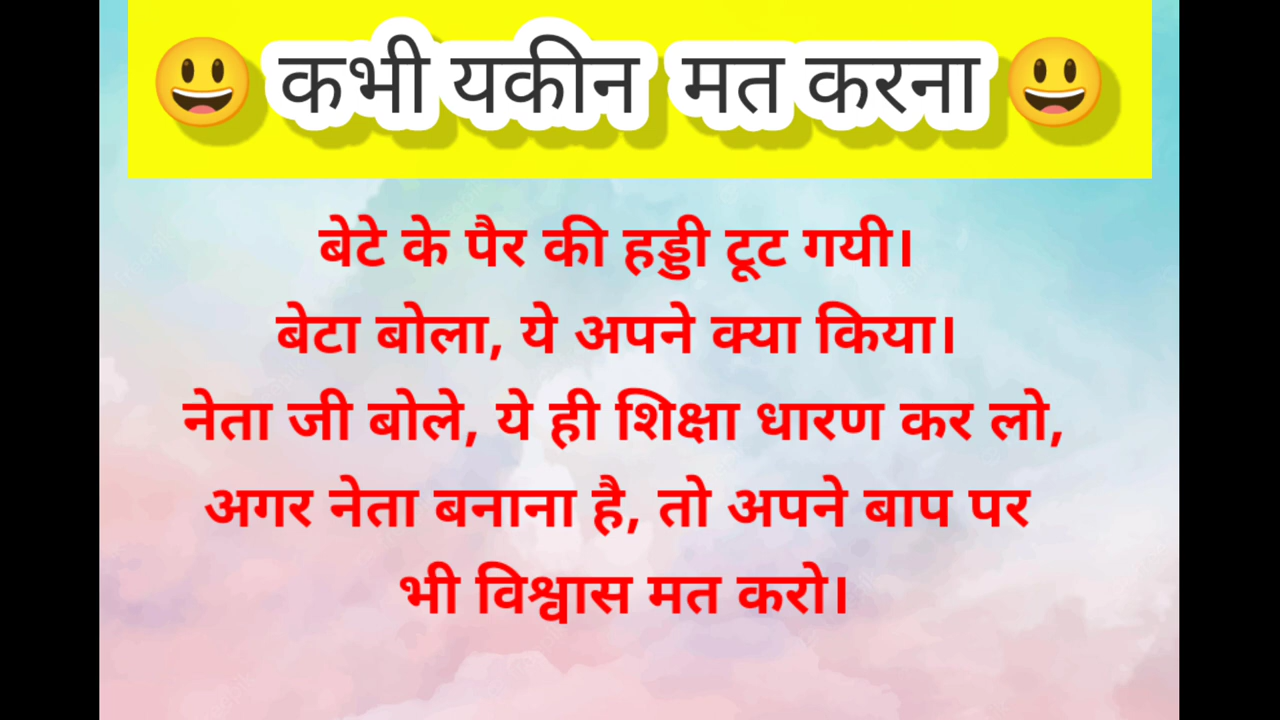 😃 कभी यकीन मत करना 😃
बेटे के पैर की हड्डी टूट गयी।
बेटा बोला, ये अपने क्या किया।
नेता जी बोले, ये ही शिक्षा धारण कर लो,
अगर नेता बनाना है, तो अपने बाप पर
भी विश्वास मत करो।